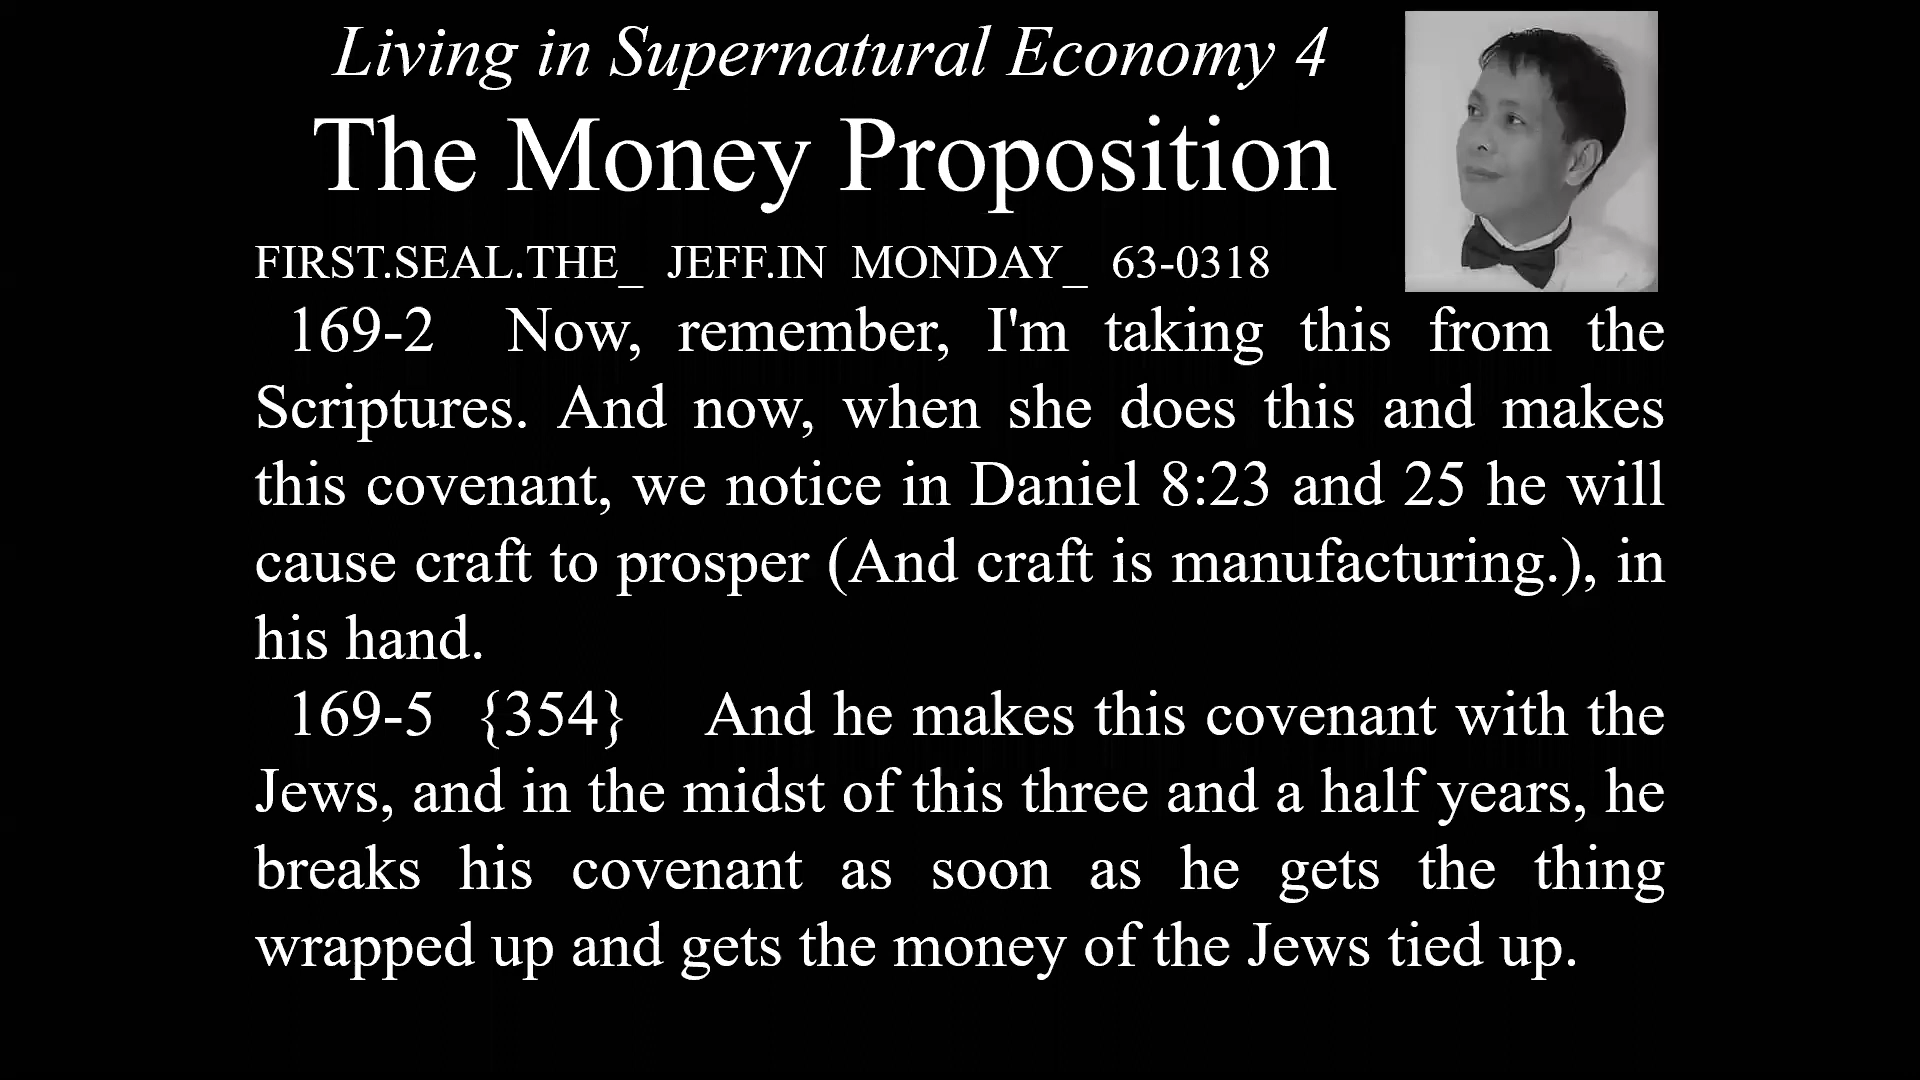 Living in Supernatural Economy 4
The Money Proposition
FIRST.SEAL.THE_ JEFF.IN MONDAY_ 63-0318
169-2 Now, remember, I'm taking this from the
Scriptures. And now, when she does this and makes
this covenant, we notice in Daniel 8:23 and 25 he will
cause craft to prosper (And craft is manufacturing.), in
his hand.
169-5 {354} And he makes this covenant with the
Jews, and in the midst of this three and a half years, he
breaks his covenant as soon as he gets the thing
wrapped up and gets the money of the Jews tied up.